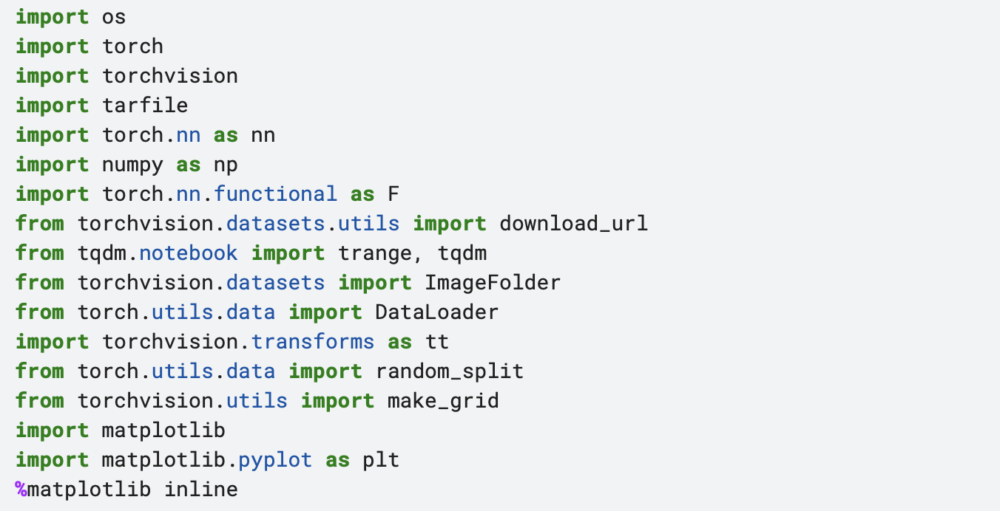 import os
import torch
import torchvision
import tarfile
import torch.nn as nn
import numpy as np
import torch.nn.functional as F
from torchvision.datasets.utils import download_url
from tqdm.notebook import trange, tqdm
from torchvision.datasets import ImageFolder
from torch.utils.data import DataLoader
import torchvision.transforms as tt
from torch.utils.data import random_split
from torchvision.utils import make_grid
import matplotlib
import matplotlib.pyplot as plt
%matplotlib inline